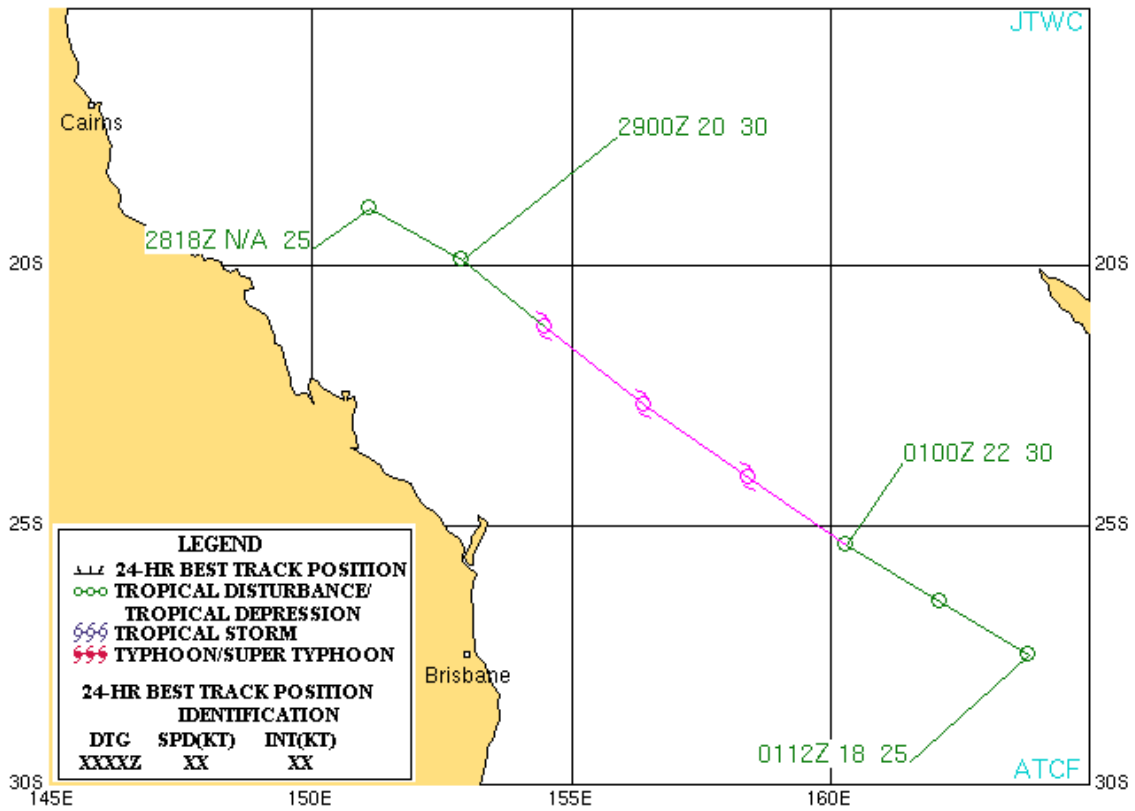 JTWC
Cairns
2900Z 20 30
2818Z N/A 25
20S
20S
0100Z 22 30
25S
25S
LEGEND
24-HR BEST TRACK POSITION
TROPICAL DISTURBANCE/
TROPICAL DEPRESSION
TROPICAL STORM
TYPHOON/SUPER TYPHOON
24-HR BEST TRACK POSITION
IDENTIFICATION
DTG SPD(KT) INT(KT)
XXXXZ XX XX
Brisbane
0112Z 18 25
ATCF
30S
30S
145E 150E 155E 160E